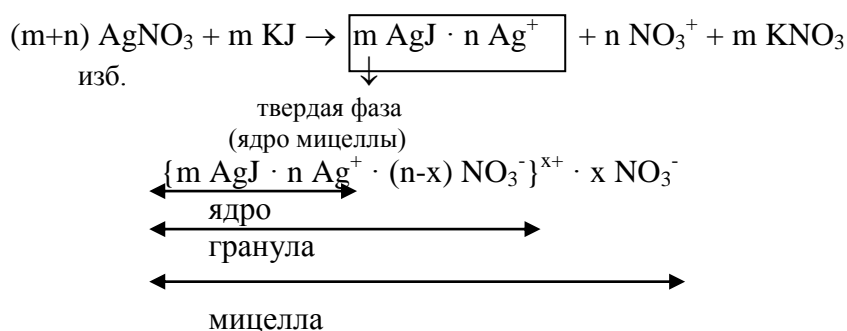 (m+n) AgNO₃ + m KJ → m AgJ · n Ag⁺ + n NO₃⁺ + m KNO₃
изб.
твердая фаза
(ядро мицеллы)
{m AgJ · n Ag⁺ · (n-x) NO₃⁻}ˣ⁺ · x NO₃⁻
ядро
гранула
мицелла